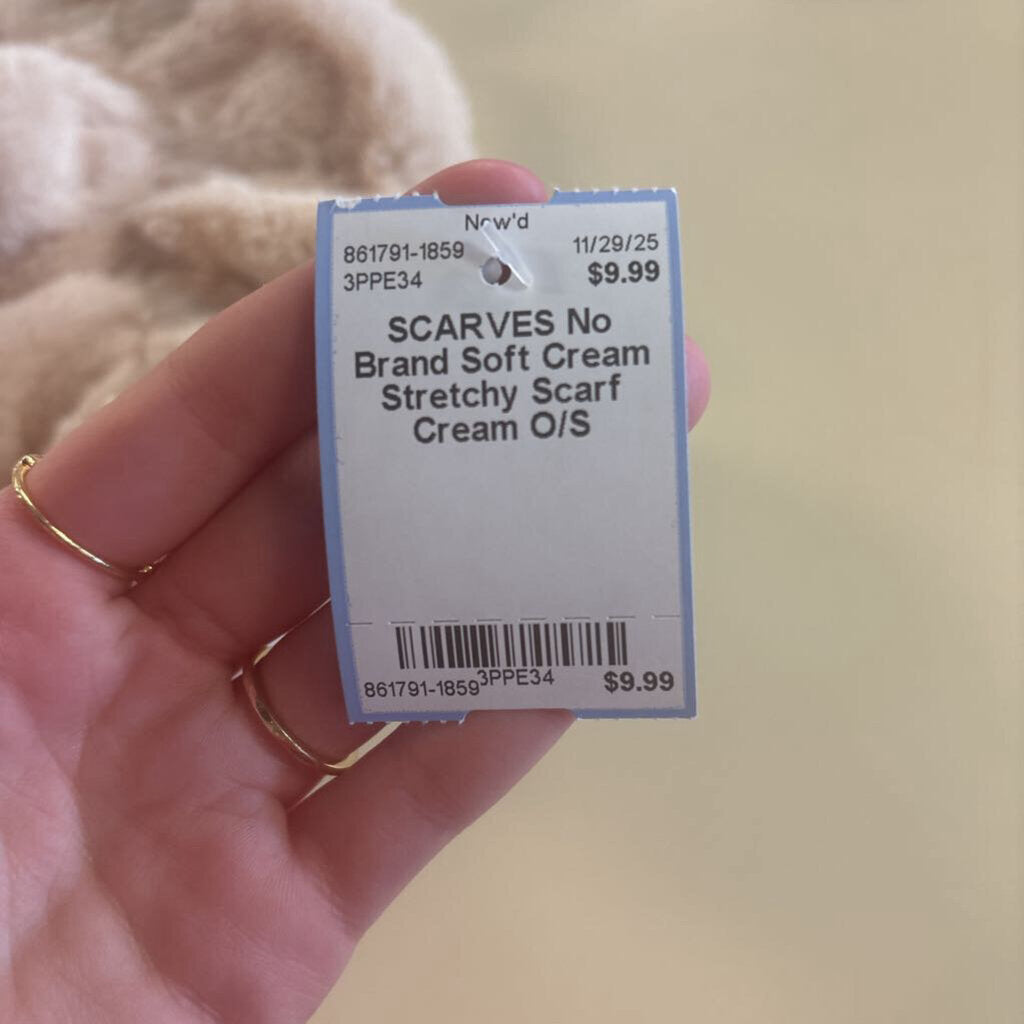 New'd
861791-1859 11/29/25
3PPE34 $9.99
SCARVES No
Brand Soft Cream
Stretchy Scarf
Cream O/S
861791-1859 3PPE34 $9.99